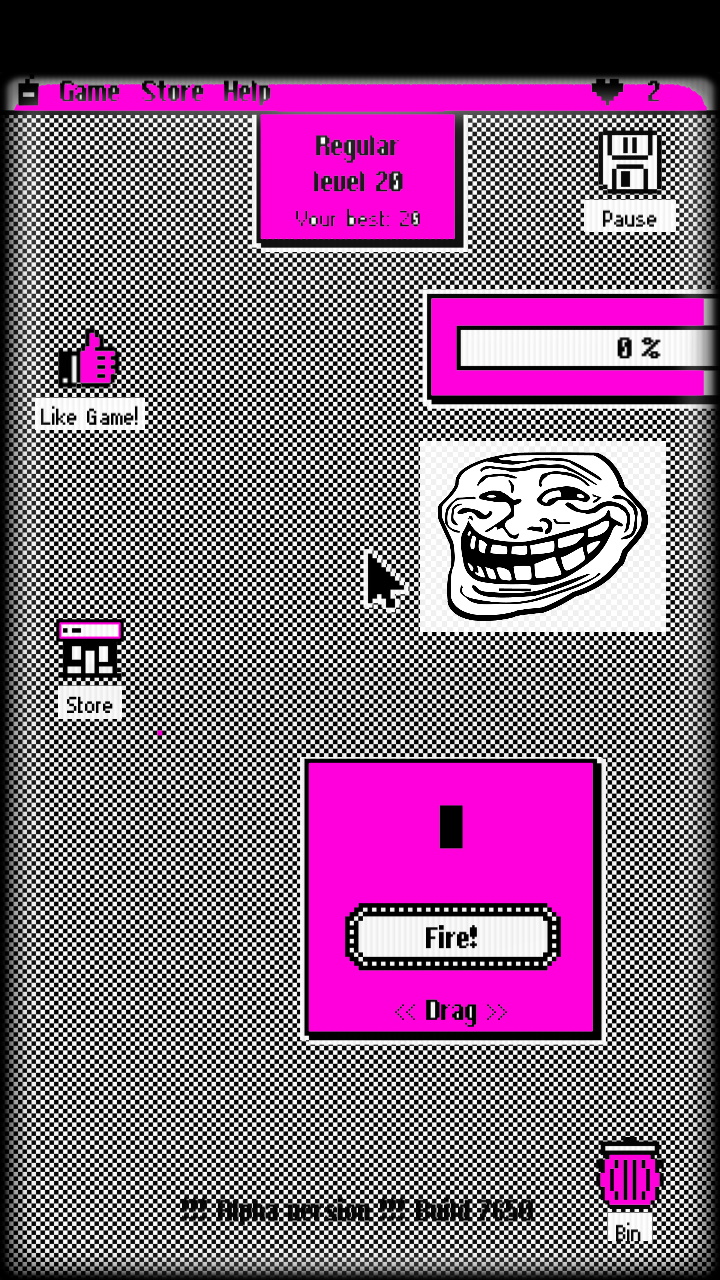 Game Store Help 2
Regular
level 20
Your best: 20
Pause
0 %
Like Game!
Store
Fire!
<< Drag >>
!!! Alpha version !!! Build 7650
Bin